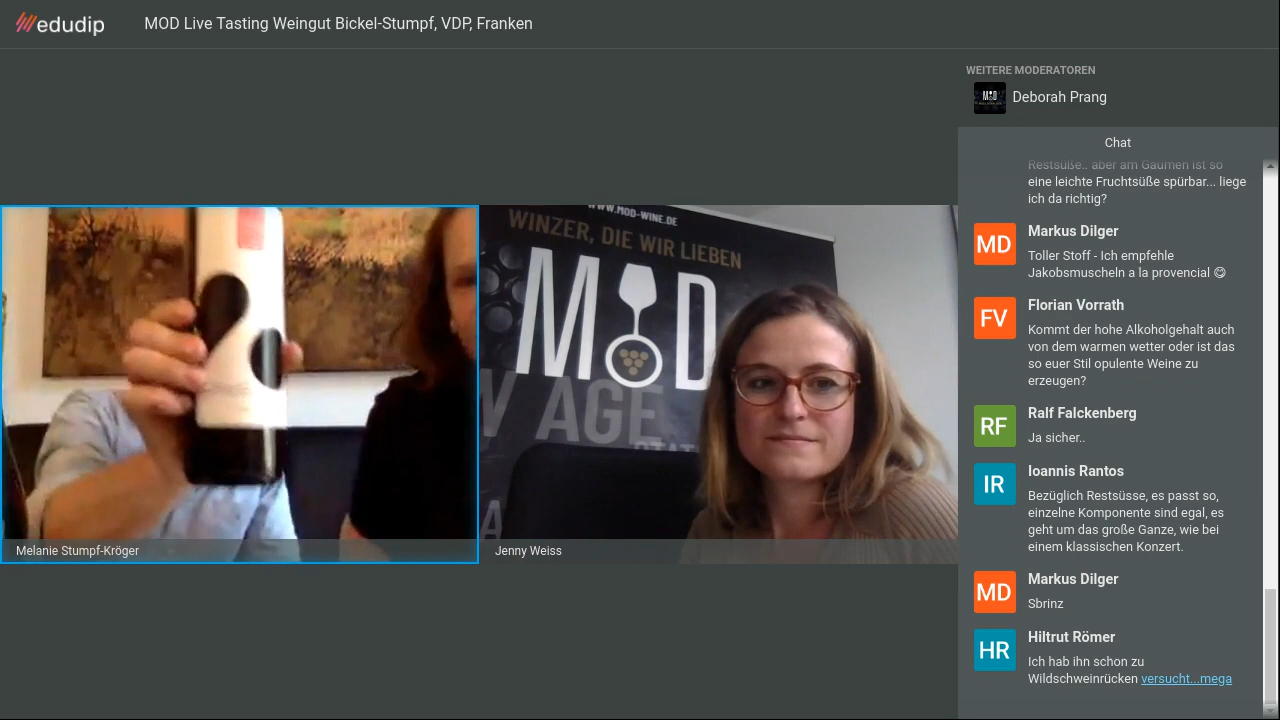 edudip
MOD Live Tasting Weingut Bickel-Stumpf, VDP, Franken
WEITERE MODERATOREN
MOD
Deborah Prang
Chat
Restsüße.. aber am Gaumen ist so
eine leichte Fruchtsüße spürbar... liege
ich da richtig?
MD
Markus Dilger
Toller Stoff - Ich empfehle
Jakobsmuscheln a la provencial 😋
FV
Florian Vorrath
Kommt der hohe Alkoholgehalt auch
von dem warmen wetter oder ist das
so euer Stil opulente Weine zu
erzeugen?
RF
Ralf Falckenberg
Ja sicher..
IR
Ioannis Rantos
Bezüglich Restsüsse, es passt so,
einzelne Komponente sind egal, es
geht um das große Ganze, wie bei
einem klassischen Konzert.
MD
Markus Dilger
Sbrinz
HR
Hiltrut Römer
Ich hab ihn schon zu
Wildschweinrücken versucht...mega
WWW.MOD-WINE.DE
WINZER, DIE WIR LIEBEN
MOD
AGE
Melanie Stumpf-Kröger
Jenny Weiss